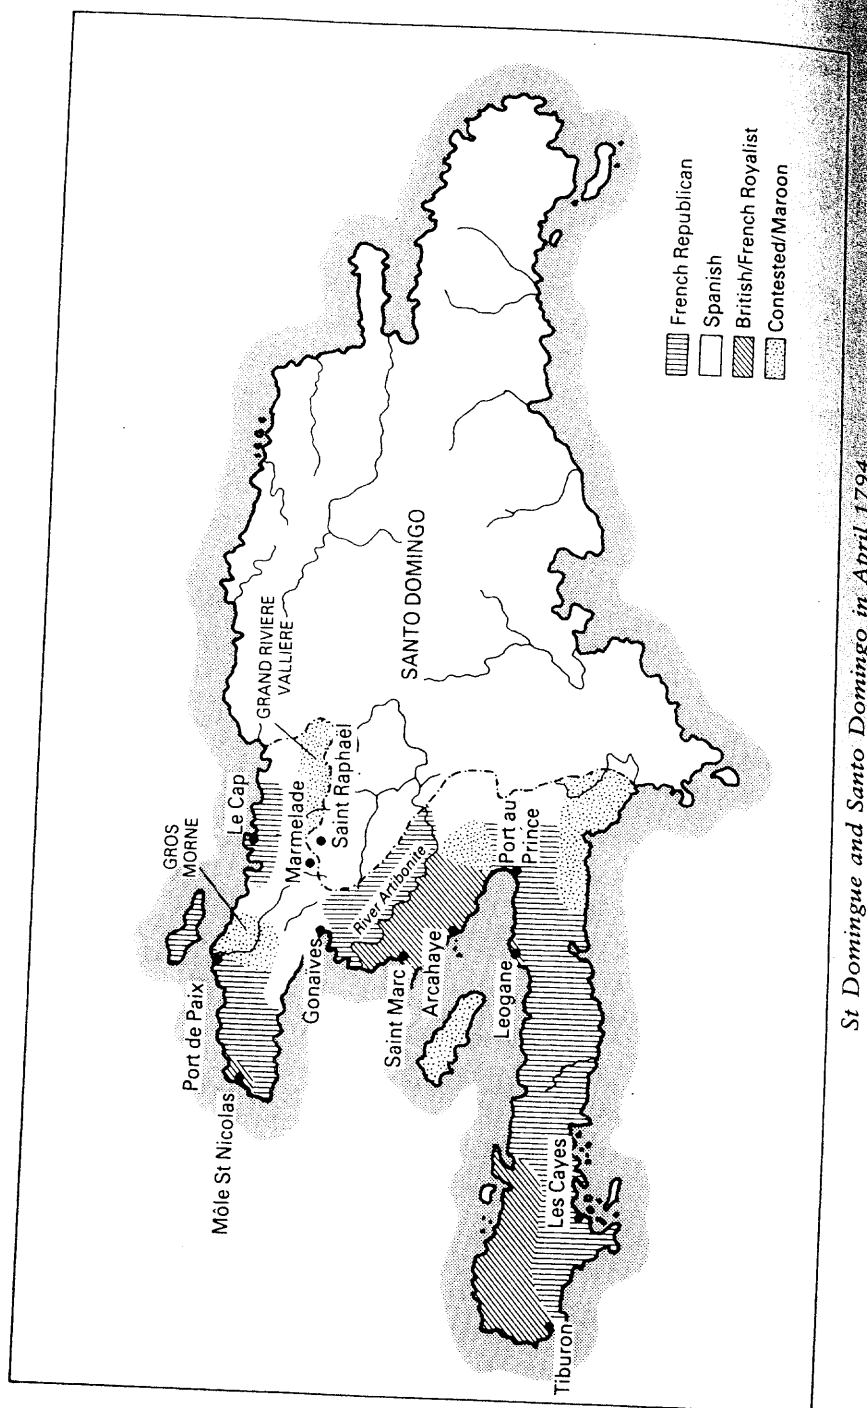 GROS
MORNE
Port de Paix
Môle St Nicolas
Le Cap
GRAND RIVIERE
VALLIERE
Marmelade
Saint Raphael
Gonaives
River Artibonite
Saint Marc
Arcahaye
Port au
Prince
Leogane
Les Cayes
Tiburon
SANTO DOMINGO
French Republican
Spanish
British/French Royalist
Contested/Maroon
St Domingue and Santo Domingo in April 1794